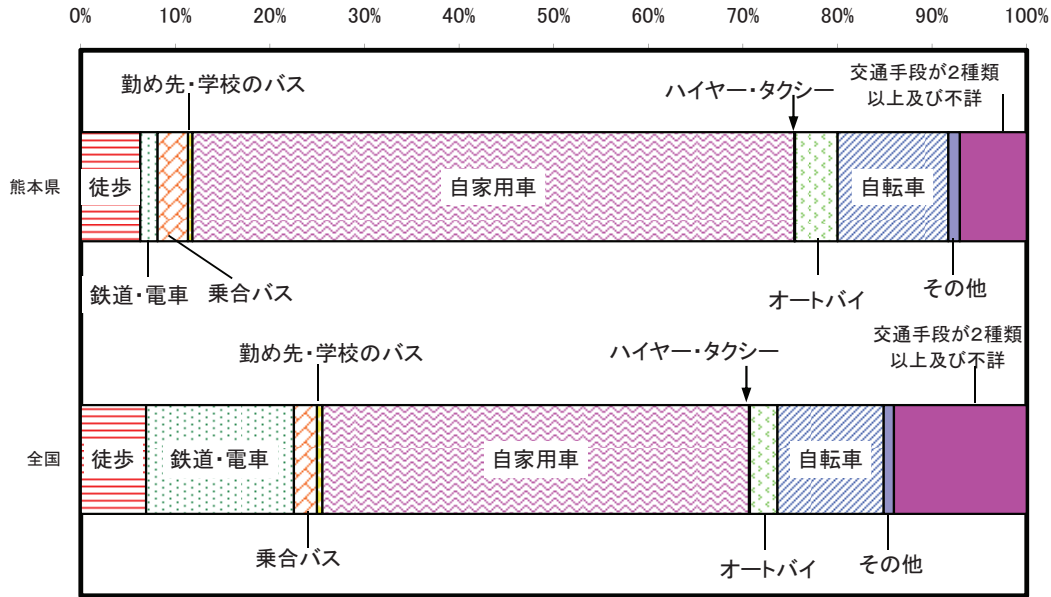 0% 10% 20% 30% 40% 50% 60% 70% 80% 90% 100%
勤め先・学校のバス
ハイヤー・タクシー
交通手段が2種類
以上及び不詳
熊本県
徒歩
自家用車
自転車
鉄道・電車
乗合バス
オートバイ
その他
勤め先・学校のバス
ハイヤー・タクシー
交通手段が2種類
以上及び不詳
全国
徒歩
鉄道・電車
自家用車
自転車
乗合バス
オートバイ
その他